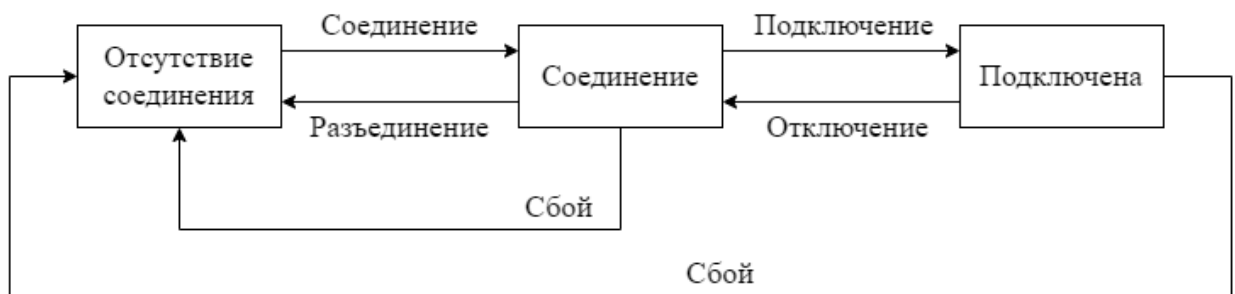 Соединение
Подключение
Отсутствие
соединения
Соединение
Подключена
Разъединение
Отключение
Сбой
Сбой